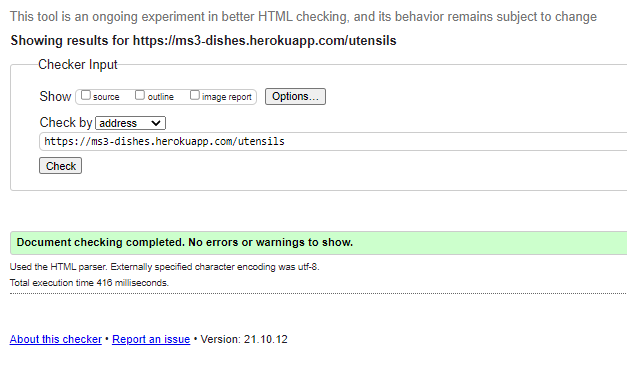 This tool is an ongoing experiment in better HTML checking, and its behavior remains subject to change
Showing results for https://ms3-dishes.herokuapp.com/utensils
Checker Input
Show source outline image report Options...
Check by address
https://ms3-dishes.herokuapp.com/utensils
Check
Document checking completed. No errors or warnings to show.
Used the HTML parser. Externally specified character encoding was utf-8.
Total execution time 416 milliseconds.
About this checker • Report an issue • Version: 21.10.12